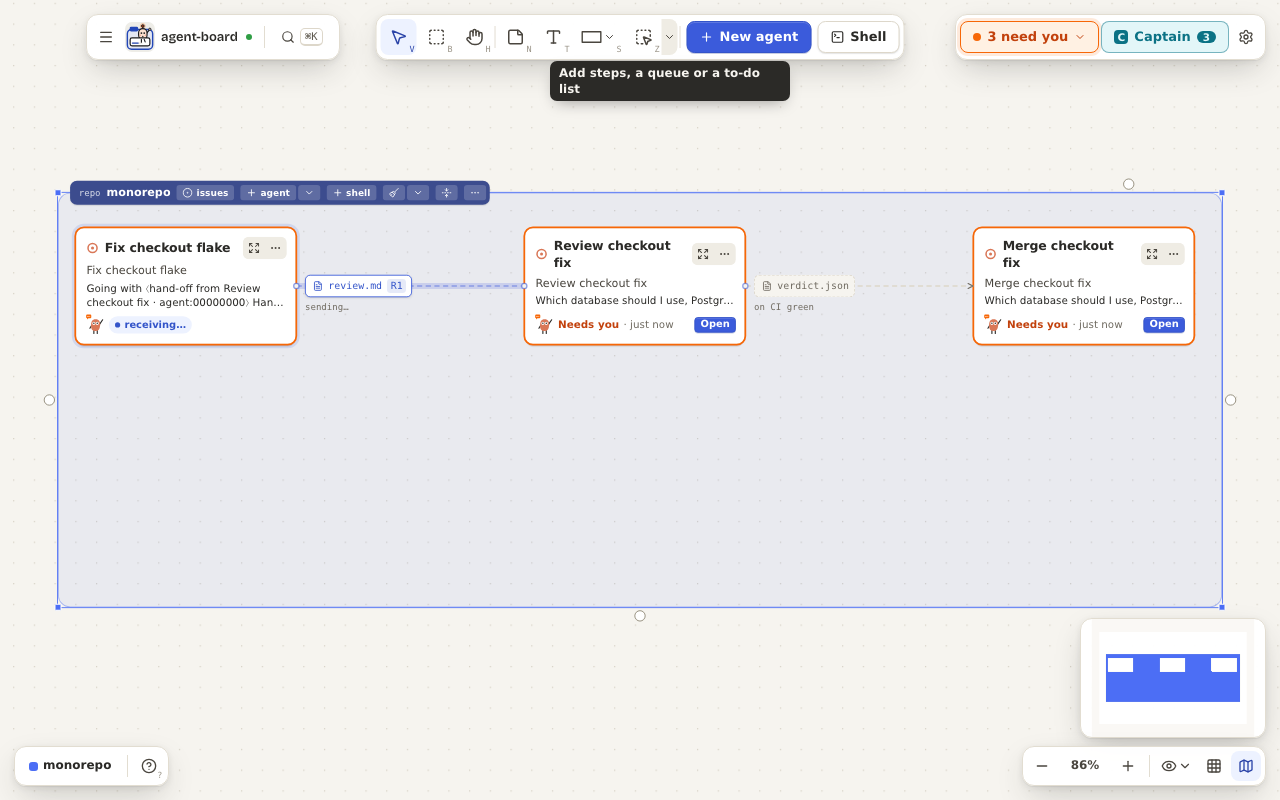 agent-board
⌘K
V
B
H
N
T
S
Z
+ New agent
Shell
3 need you
C Captain 3
Add steps, a queue or a to-do
list
repo monorepo issues + agent + shell
Fix checkout flake
Fix checkout flake
Going with ⟨hand-off from Review
checkout fix · agent:00000000⟩ Han…
receiving…
review.md R1
sending…
Review checkout
fix
Review checkout fix
Which database should I use, Postgr…
Needs you · just now Open
verdict.json
on CI green
Merge checkout
fix
Merge checkout fix
Which database should I use, Postgr…
Needs you · just now Open
monorepo
?
86%